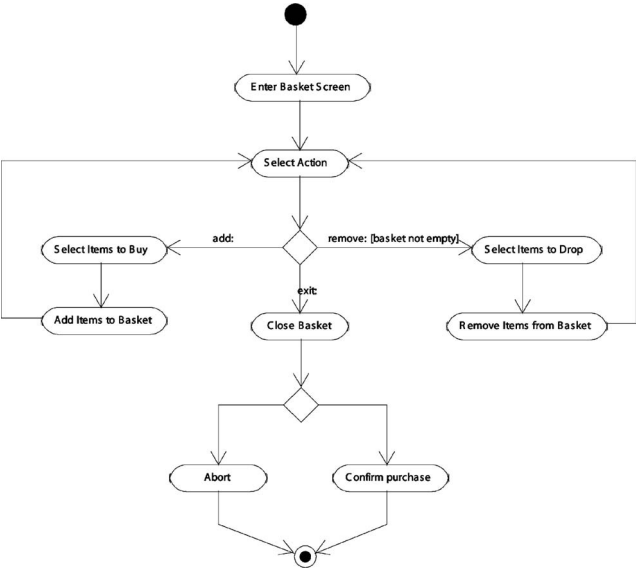 Enter Basket Screen
Select Action
add:
remove: [basket not empty]
Select Items to Buy
Select Items to Drop
exit:
Add Items to Basket
Close Basket
Remove Items from Basket
Abort
Confirm purchase